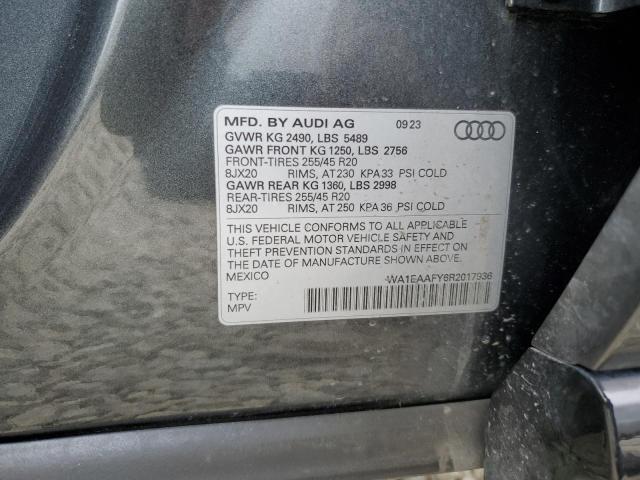 MFD. BY AUDI AG 09 23
GVWR KG 2490, LBS 5489
GAWR FRONT KG 1250, LBS 2756
FRONT-TIRES 255/45 R20
8JX20 RIMS, AT 230 KPA 33 PSI COLD
GAWR REAR KG 1360, LBS 2998
REAR-TIRES 255/45 R20
8JX20 RIMS, AT 250 KPA 36 PSI COLD
THIS VEHICLE CONFORMS TO ALL APPLICABLE
U.S. FEDERAL MOTOR VEHICLE SAFETY AND
THEFT PREVENTION STANDARDS IN EFFECT ON
THE DATE OF MANUFACTURE SHOWN ABOVE.
MEXICO WA1EAAFY6R2017936
TYPE:
MPV